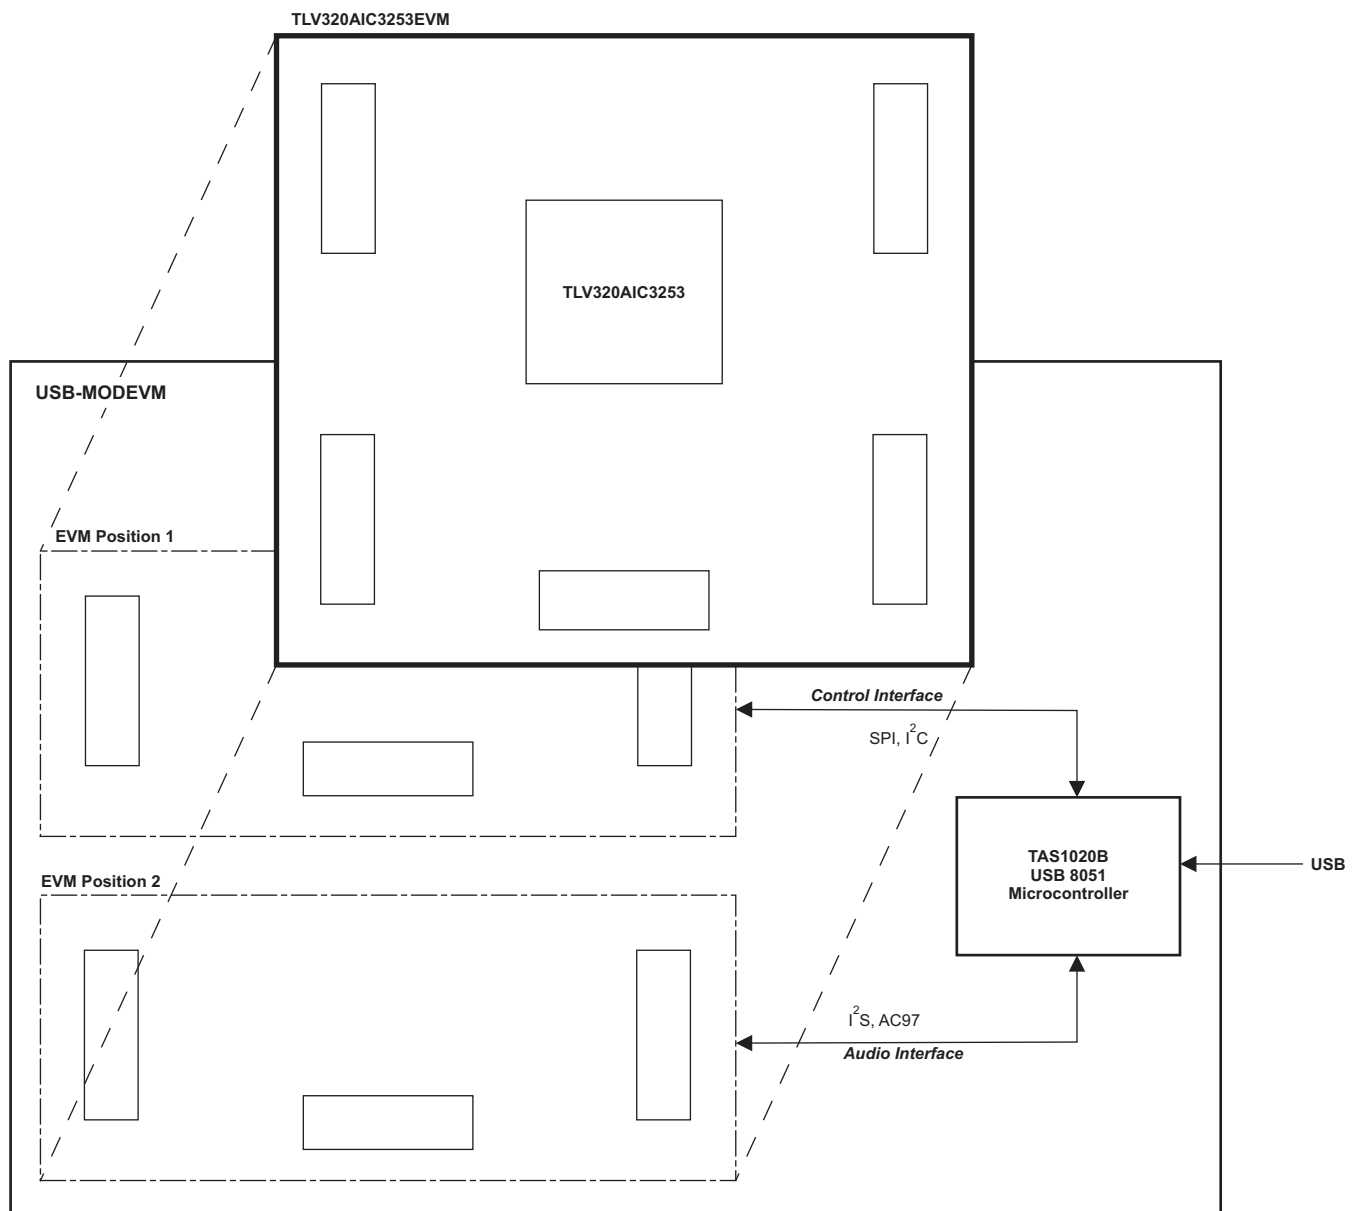 TLV320AIC3253EVM
TLV320AIC3253
USB-MODEVM
EVM Position 1
Control Interface
SPI, I²C
TAS1020B
USB 8051
Microcontroller
USB
EVM Position 2
I²S, AC97
Audio Interface